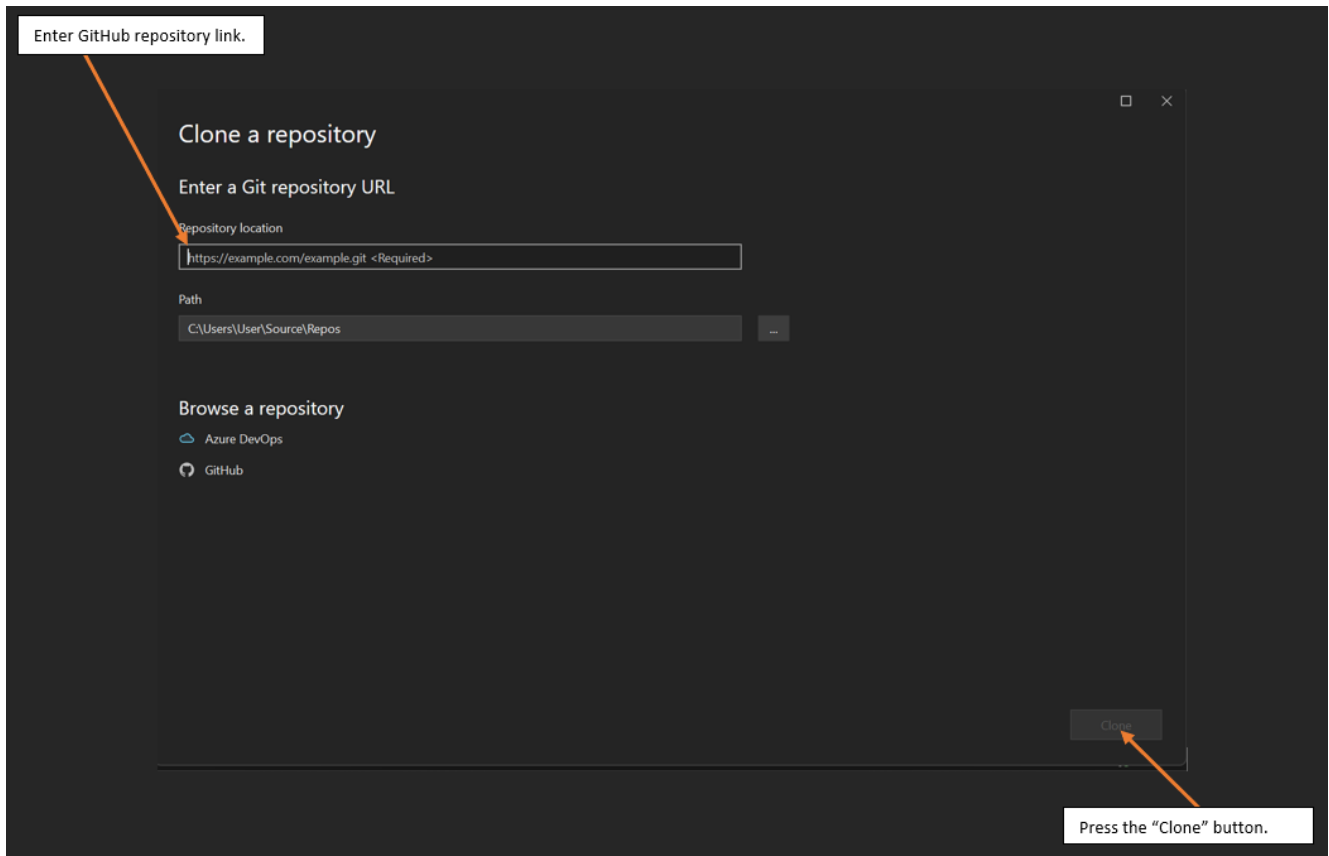 Enter GitHub repository link.
Clone a repository
Enter a Git repository URL
Repository location
https://example.com/example.git <Required>
Path
C:\Users\User\Source\Repos
...
Browse a repository
Azure DevOps
GitHub
Clone
Press the “Clone” button.